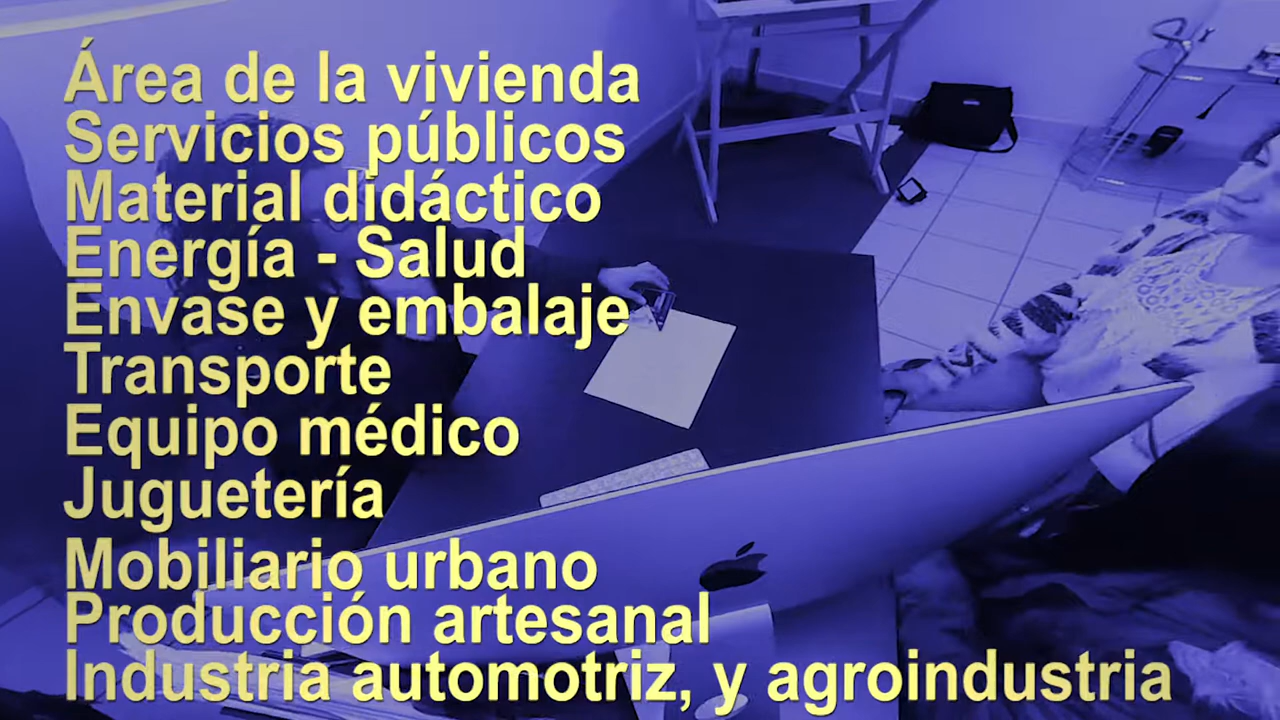 Área de la vivienda
Servicios públicos
Material didáctico
Energía - Salud
Envase y embalaje
Transporte
Equipo médico
Juguetería
Mobiliario urbano
Producción artesanal
Industria automotriz, y agroindustria